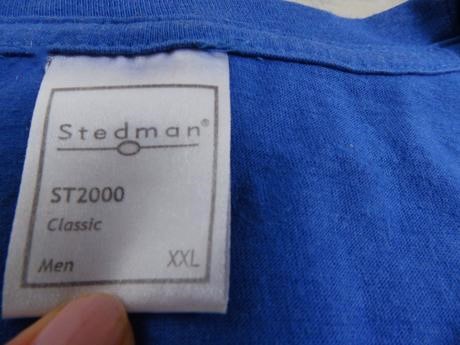 Stedman®
ST2000
Classic
Men XXL